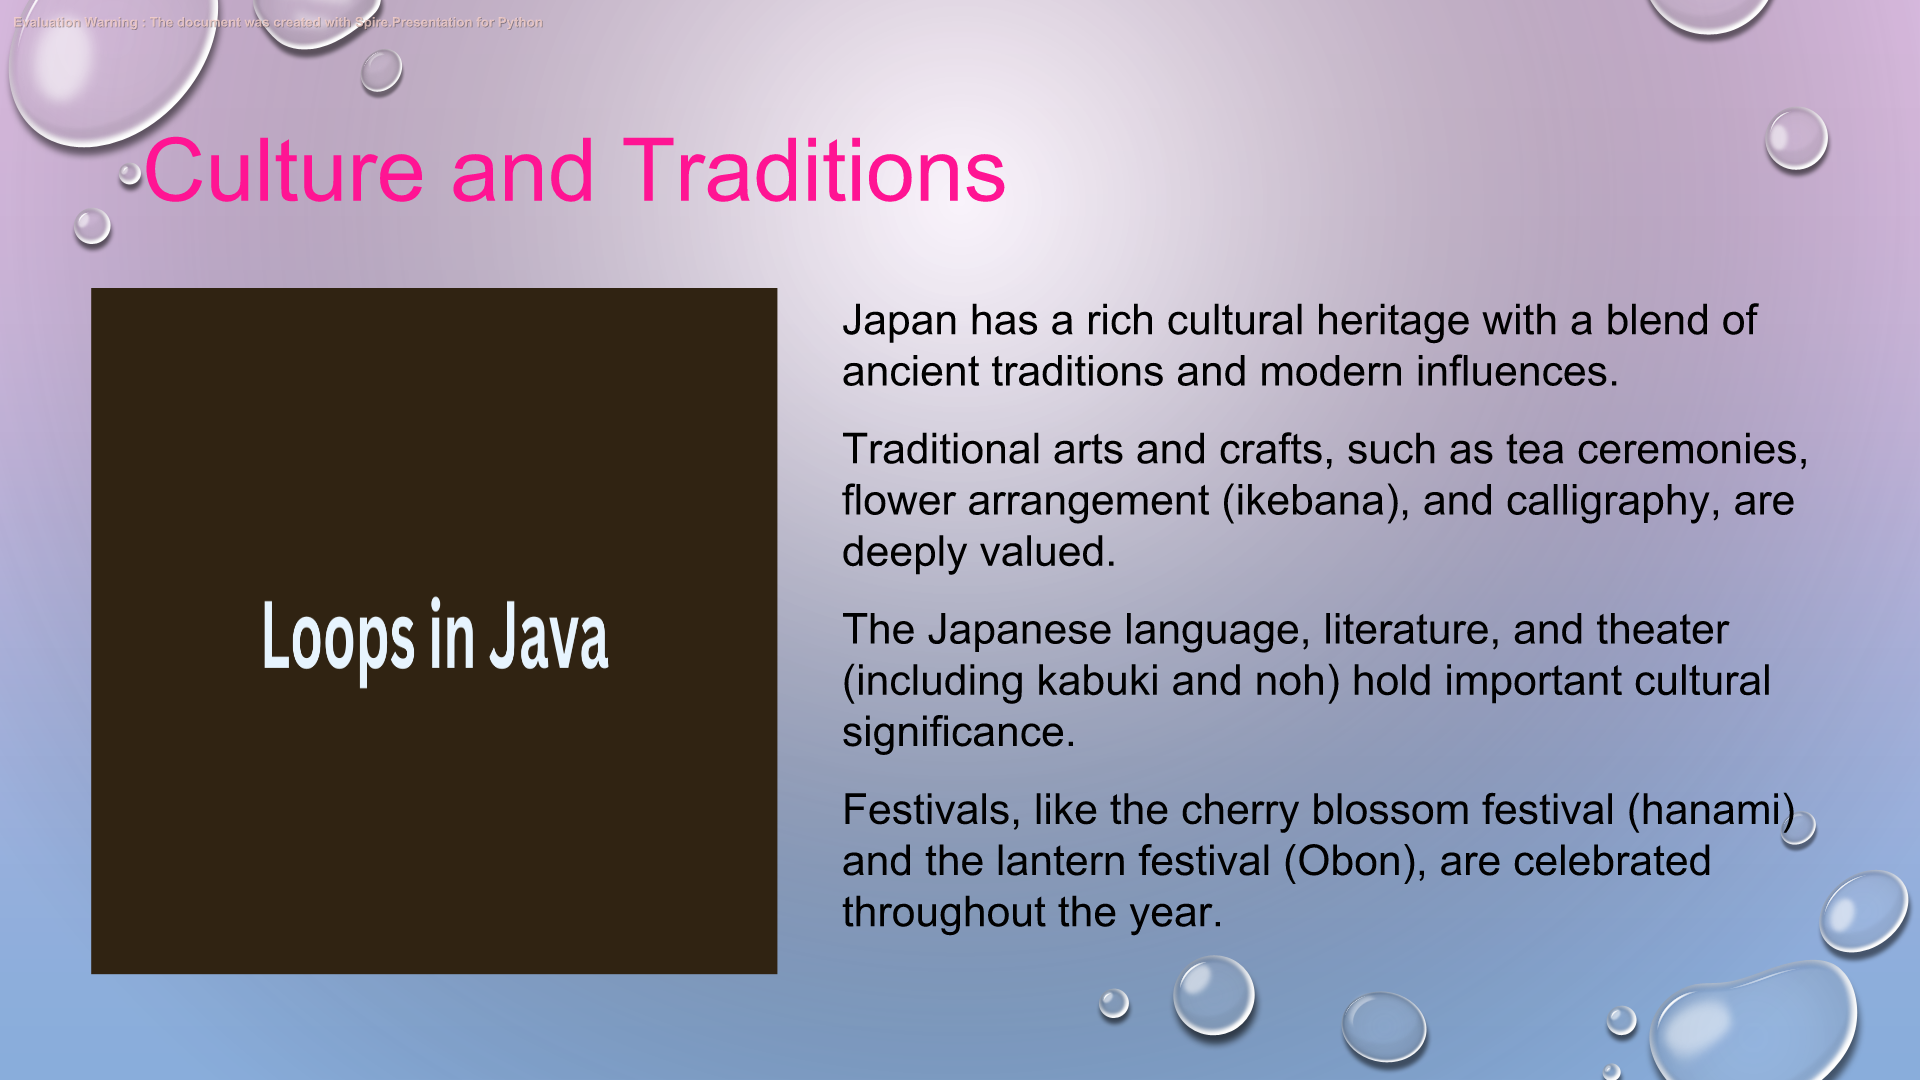 Evaluation Warning : The document was created with Spire.Presentation for Python
Culture and Traditions
Loops in Java
Japan has a rich cultural heritage with a blend of
ancient traditions and modern influences.
Traditional arts and crafts, such as tea ceremonies,
flower arrangement (ikebana), and calligraphy, are
deeply valued.
The Japanese language, literature, and theater
(including kabuki and noh) hold important cultural
significance.
Festivals, like the cherry blossom festival (hanami)
and the lantern festival (Obon), are celebrated
throughout the year.